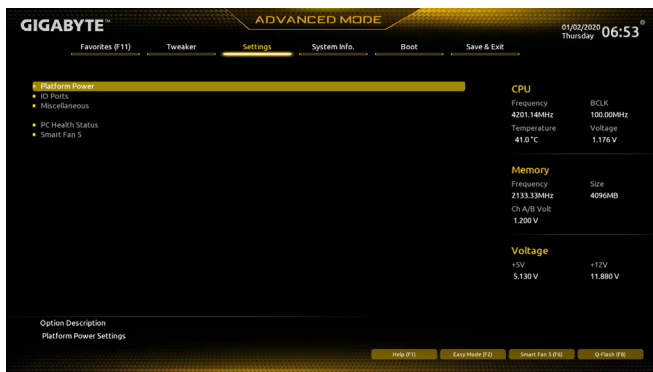 GIGABYTE™
ADVANCED MODE
01/02/2020
Thursday
06:53
Favorites (F11) Tweaker Settings System Info. Boot Save & Exit
Platform Power
IO Ports
Miscellaneous
PC Health Status
Smart Fan 5
CPU
Frequency BCLK
4201.14MHz 100.00MHz
Temperature Voltage
41.0 °C 1.176 V
Memory
Frequency Size
2133.33MHz 4096MB
Ch A/B Volt
1.200 V
Voltage
+5V +12V
5.130 V 11.880 V
Option Description
Platform Power Settings
Help (F1) Easy Mode (F2) Smart Fan 5 (F6) Q-Flash (F8)